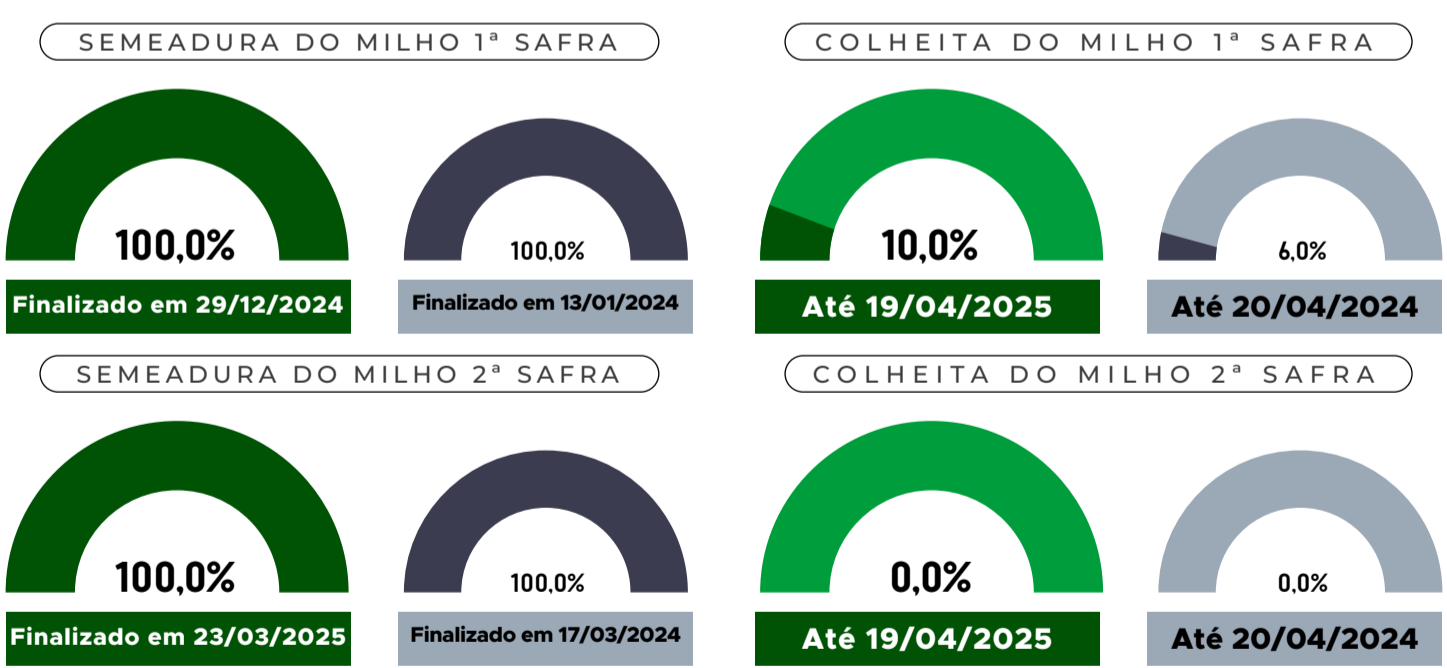 SEMEADURA DO MILHO 1ª SAFRA
COLHEITA DO MILHO 1ª SAFRA
100,0%
100,0%
10,0%
6,0%
Finalizado em 29/12/2024
Finalizado em 13/01/2024
Até 19/04/2025
Até 20/04/2024
SEMEADURA DO MILHO 2ª SAFRA
COLHEITA DO MILHO 2ª SAFRA
100,0%
100,0%
0,0%
0,0%
Finalizado em 23/03/2025
Finalizado em 17/03/2024
Até 19/04/2025
Até 20/04/2024